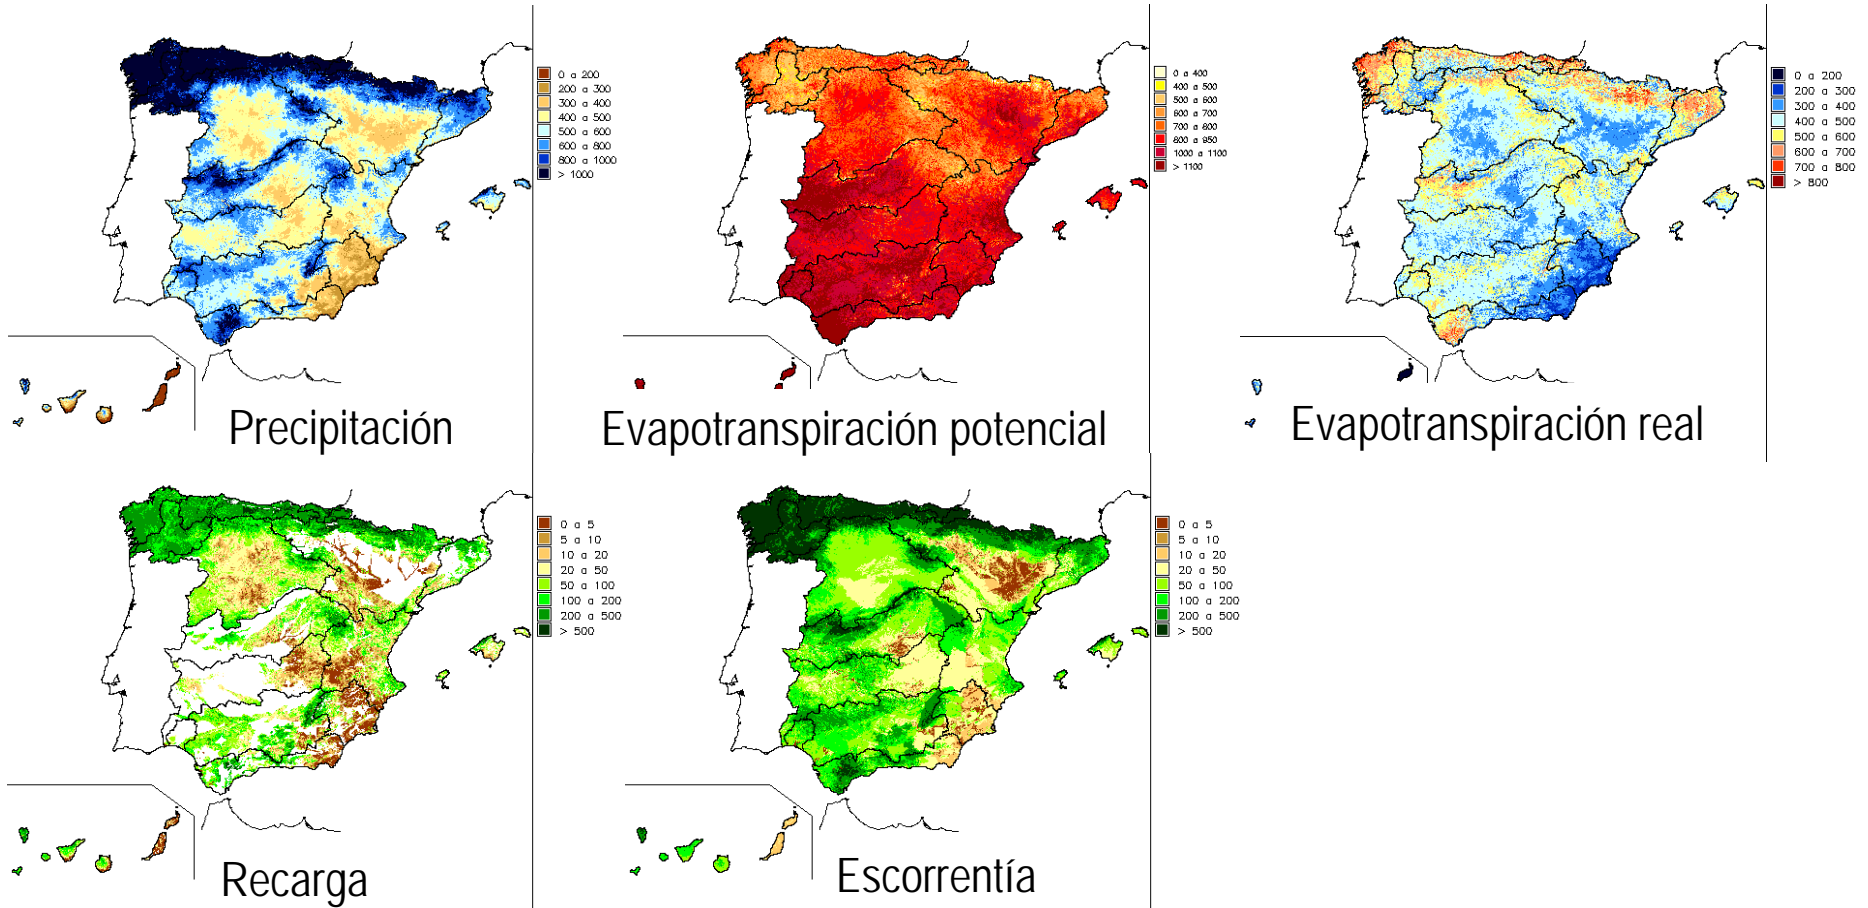 0 a 200
200 a 300
300 a 400
400 a 500
500 a 600
600 a 800
800 a 1000
> 1000
Precipitación
0 a 400
400 a 500
500 a 600
600 a 700
700 a 800
800 a 950
1000 a 1100
> 1100
Evapotranspiración potencial
0 a 200
200 a 300
300 a 400
400 a 500
500 a 600
600 a 700
700 a 800
> 800
Evapotranspiración real
0 a 5
5 a 10
10 a 20
20 a 50
50 a 100
100 a 200
200 a 500
> 500
Recarga
0 a 5
5 a 10
10 a 20
20 a 50
50 a 100
100 a 200
200 a 500
> 500
Escorrentía